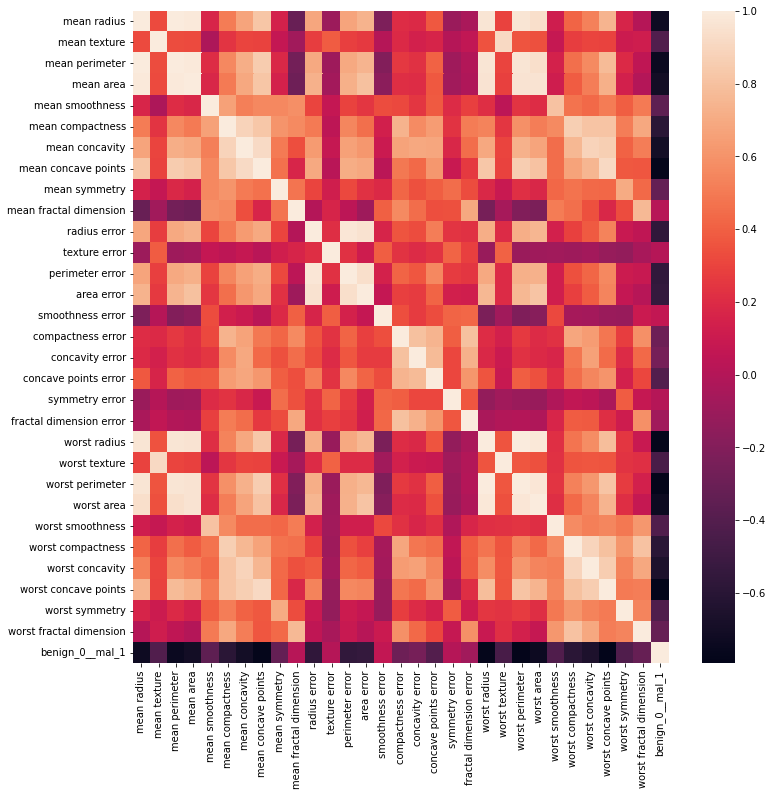 mean radius
mean texture
mean perimeter
mean area
mean smoothness
mean compactness
mean concavity
mean concave points
mean symmetry
mean fractal dimension
radius error
texture error
perimeter error
area error
smoothness error
compactness error
concavity error
concave points error
symmetry error
fractal dimension error
worst radius
worst texture
worst perimeter
worst area
worst smoothness
worst compactness
worst concavity
worst concave points
worst symmetry
worst fractal dimension
benign_0__mal_1
mean radius
mean texture
mean perimeter
mean area
mean smoothness
mean compactness
mean concavity
mean concave points
mean symmetry
mean fractal dimension
radius error
texture error
perimeter error
area error
smoothness error
compactness error
concavity error
concave points error
symmetry error
fractal dimension error
worst radius
worst texture
worst perimeter
worst area
worst smoothness
worst compactness
worst concavity
worst concave points
worst symmetry
worst fractal dimension
benign_0__mal_1
1.0
0.8
0.6
0.4
0.2
0.0
−0.2
−0.4
−0.6